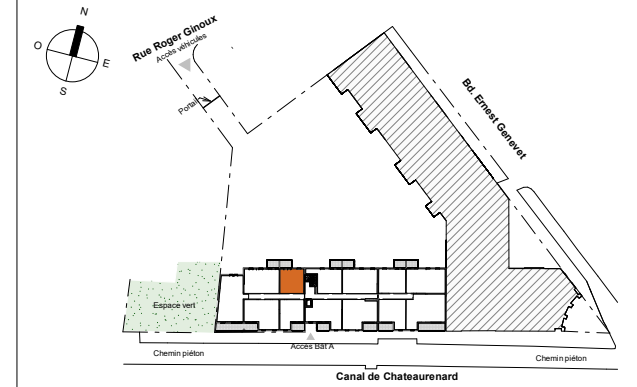 N
O
E
S
Rue Roger Ginoux
Accès véhicules
Portail
Bd. Ernest Genevet
Espace vert
Accès Bât A
Chemin piéton
Chemin piéton
Canal de Chateaurenard